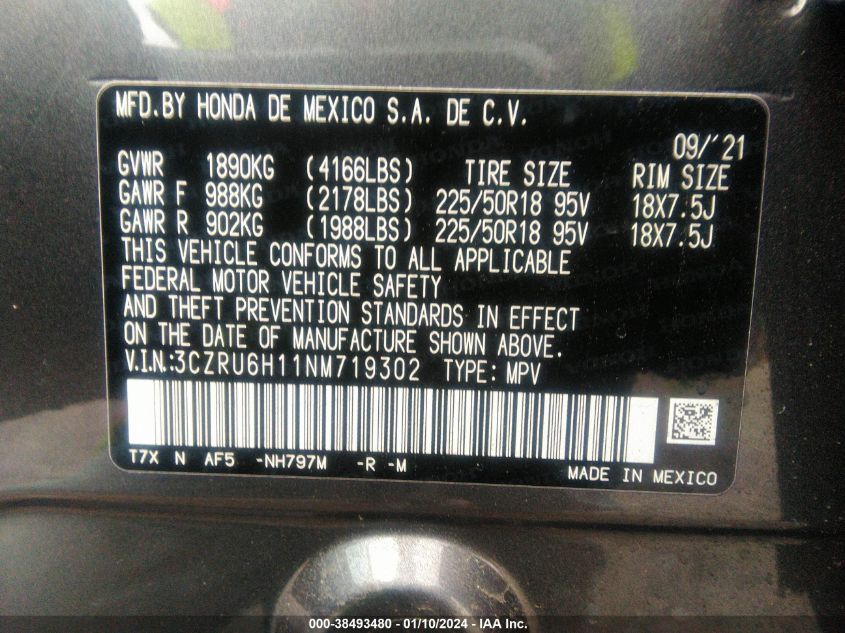 MFD.BY HONDA DE MEXICO S.A. DE C.V.
09/'21
GVWR 1890KG (4166LBS) TIRE SIZE RIM SIZE
GAWR F 988KG (2178LBS) 225/50R18 95V 18X7.5J
GAWR R 902KG (1988LBS) 225/50R18 95V 18X7.5J
THIS VEHICLE CONFORMS TO ALL APPLICABLE
FEDERAL MOTOR VEHICLE SAFETY
AND THEFT PREVENTION STANDARDS IN EFFECT
ON THE DATE OF MANUFACTURE SHOWN ABOVE.
V.I.N.:3CZRU6H11NM719302 TYPE: MPV
T7X N AF5 -NH797M -R -M
MADE IN MEXICO
000-38493480 - 01/10/2024 - IAA Inc.